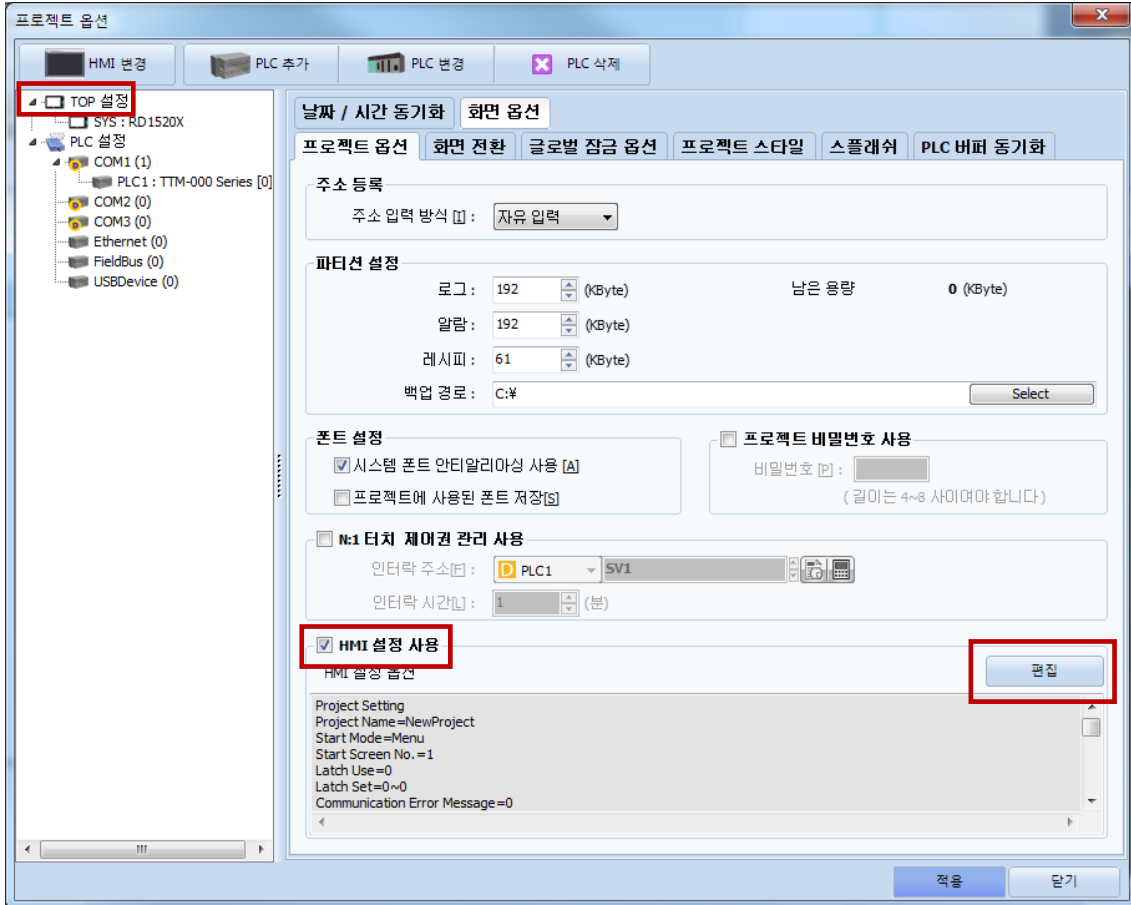 프로젝트 옵션
HMI 변경
PLC 추가
PLC 변경
PLC 삭제
TOP 설정
SYS : RD1520X
PLC 설정
COM1 (1)
PLC1 : TTM-000 Series [0]
COM2 (0)
COM3 (0)
Ethernet (0)
FieldBus (0)
USBDevice (0)
날짜 / 시간 동기화 화면 옵션
프로젝트 옵션 화면 전환 글로벌 잠금 옵션 프로젝트 스타일 스플래쉬 PLC 버퍼 동기화
주소 등록
주소 입력 방식 [I] : 자유 입력
파티션 설정
로그 : 192 (KByte) 남은 용량 0 (KByte)
알람 : 192 (KByte)
레시피 : 61 (KByte)
백업 경로 : C:¥ Select
폰트 설정
시스템 폰트 안티알리아싱 사용 [A]
프로젝트에 사용된 폰트 저장[S]
프로젝트 비밀번호 사용
비밀번호 [P] :
( 길이는 4~8 사이여야 합니다 )
N:1 터치 제어권 관리 사용
인터락 주소[F] : D PLC1 SV1
인터락 시간[L] : 1 (분)
HMI 설정 사용
HMI 설정 옵션
편집
Project Setting
Project Name=NewProject
Start Mode=Menu
Start Screen No.=1
Latch Use=0
Latch Set=0~0
Communication Error Message=0
적용
닫기